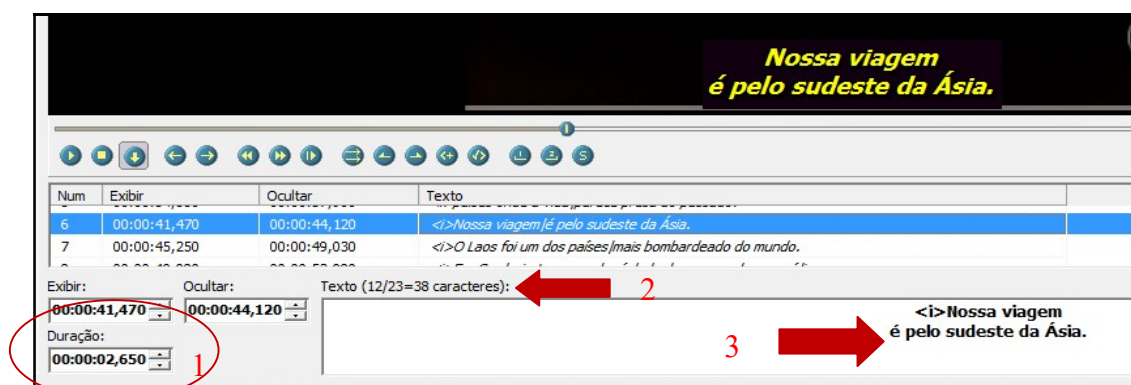 Nossa viagem
é pelo sudeste da Ásia.
Num Exibir Ocultar Texto
6 00:00:41,470 00:00:44,120 <i>Nossa viagem|é pelo sudeste da Ásia.
7 00:00:45,250 00:00:49,030 <i>O Laos foi um dos países|mais bombardeado do mundo.
Exibir: Ocultar: Texto (12/23=38 caracteres): 2
00:00:41,470 00:00:44,120 <i>Nossa viagem
é pelo sudeste da Ásia.
Duração: 3
00:00:02,650 1